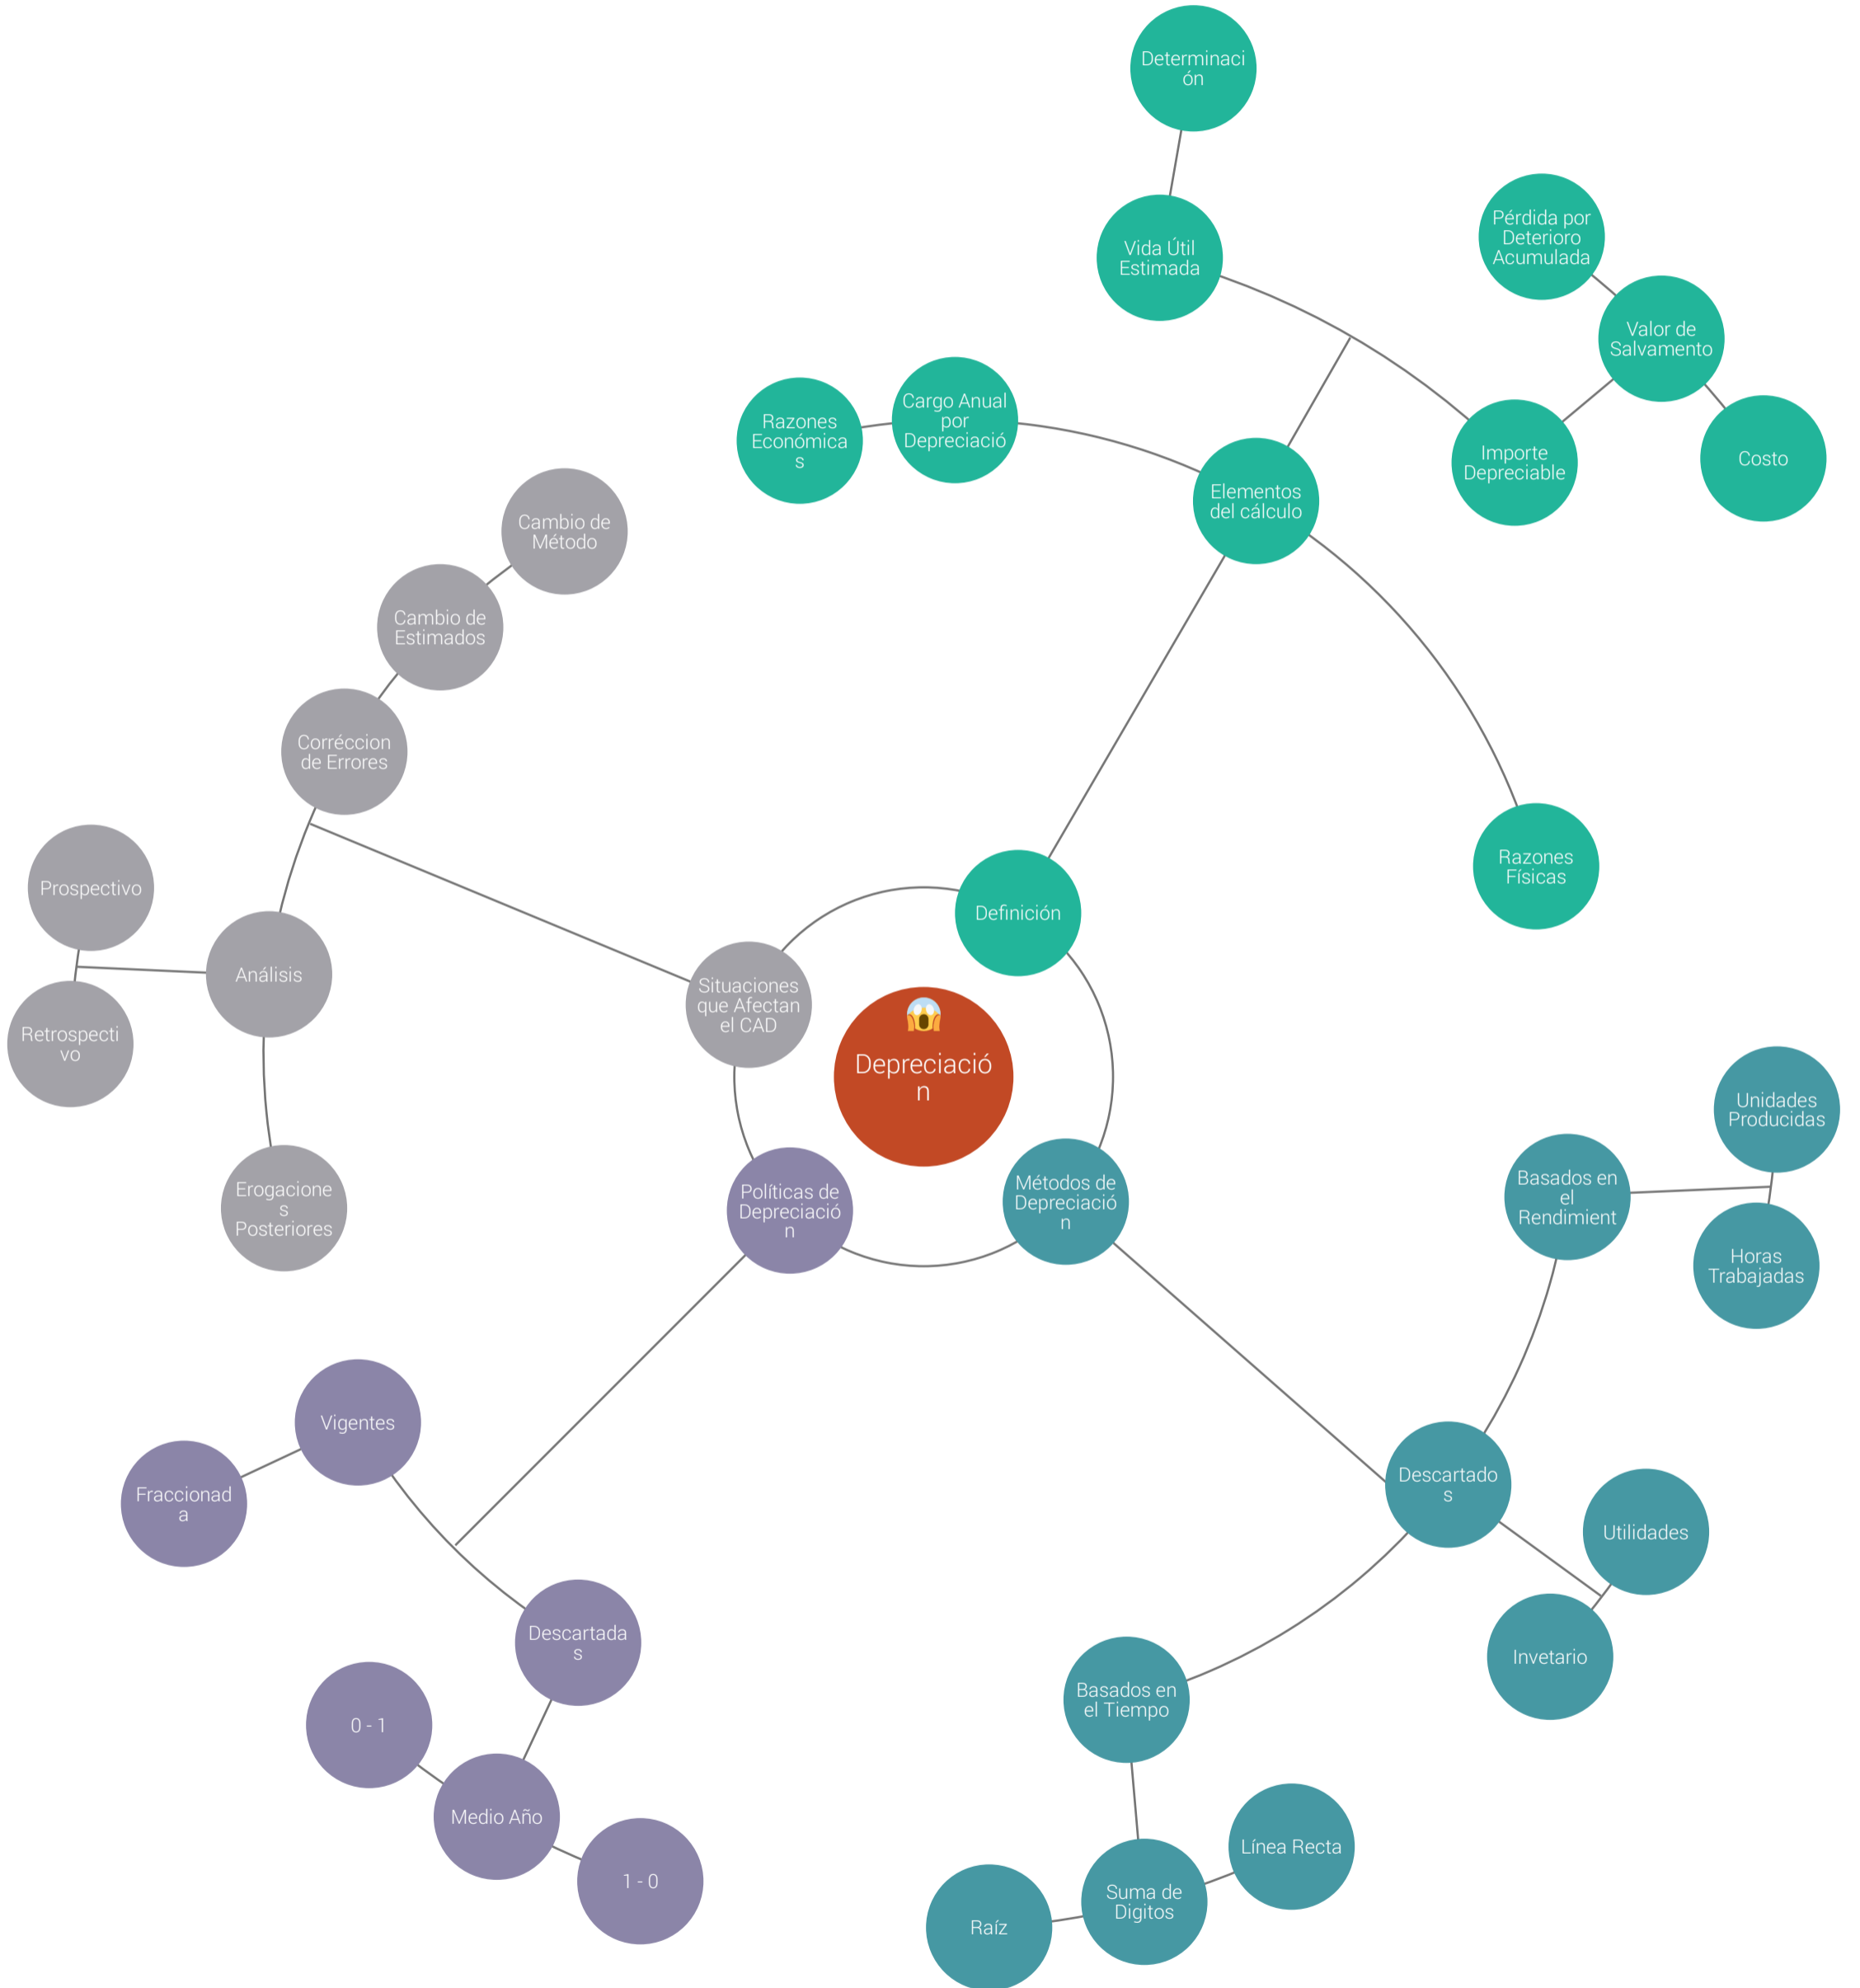 Determinaci
ón
Vida Útil
Estimada
Pérdida por
Deterioro
Acumulada
Valor de
Salvamento
Costo
Importe
Depreciable
Cargo Anual
por
Depreciació
Razones
Económica
s
Elementos
del cálculo
Razones
Físicas
Definición
Cambio de
Método
Cambio de
Estimados
Corréccion
de Errores
Prospectivo
Análisis
Retrospecti
vo
Erogacione
s
Posteriores
Situaciones
que Afectan
el CAD
Depreciació
n
Políticas de
Depreciació
n
Métodos de
Depreciació
n
Unidades
Producidas
Basados en
el
Rendimient
Horas
Trabajadas
Descartado
s
Utilidades
Invetario
Basados en
el Tiempo
Línea Recta
Suma de
Digitos
Raíz
Vigentes
Fraccionad
a
Descartada
s
0 - 1
Medio Año
1 - 0